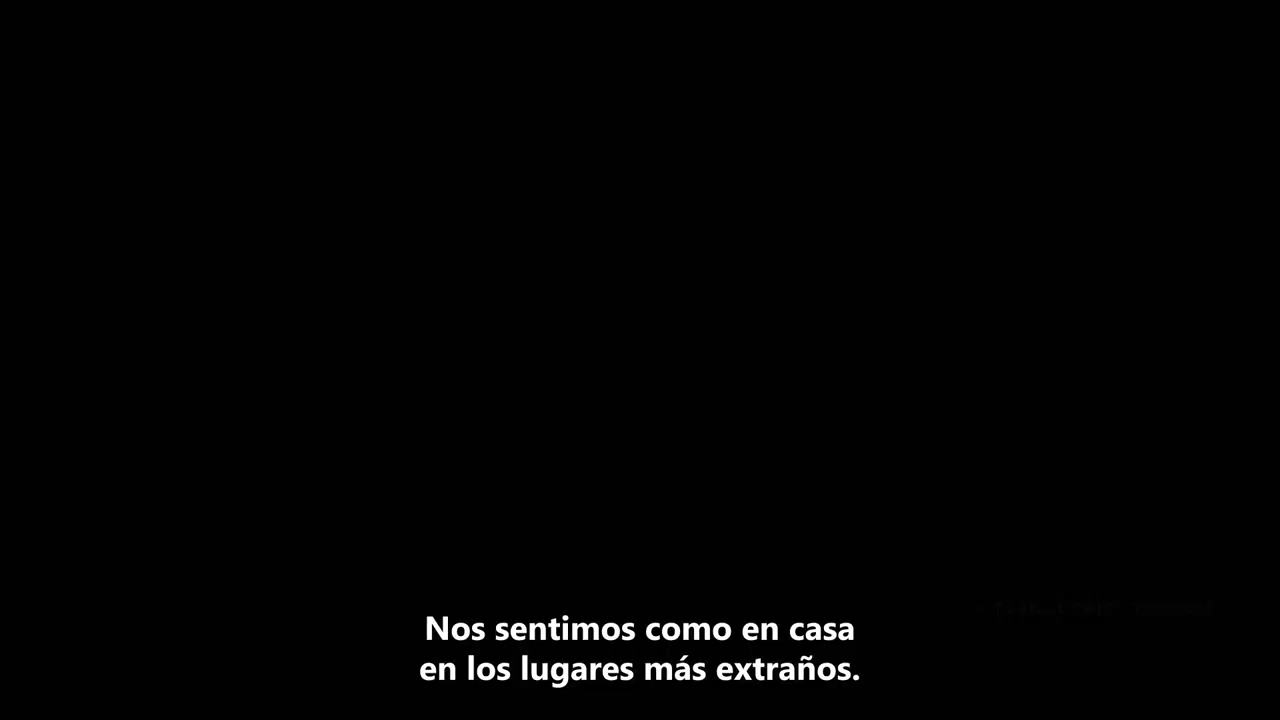 Nos sentimos como en casa
en los lugares más extraños.